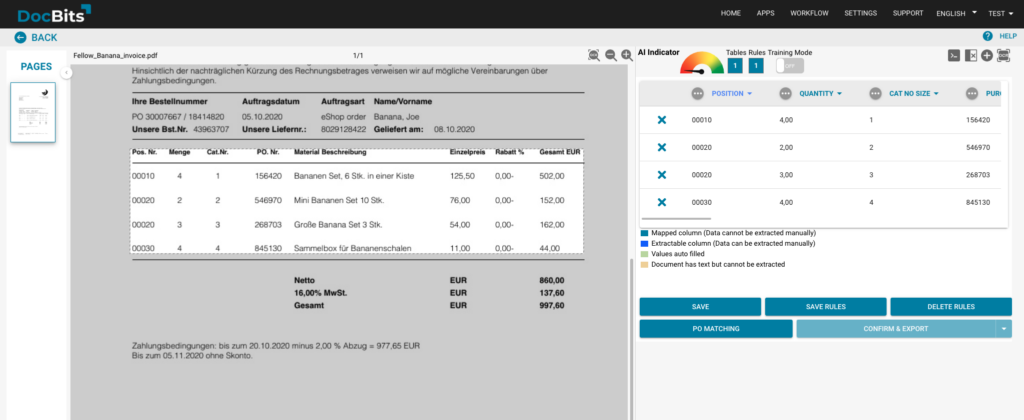 DocBits
HOME APPS WORKFLOW SETTINGS SUPPORT ENGLISH TEST
BACK
HELP
PAGES
Fellow_Banana_invoice.pdf 1/1
Hinsichtlich der nachträglichen Kürzung des Rechnungsbetrages verweisen wir auf mögliche Vereinbarungen über
Zahlungsbedingungen.
Ihre Bestellnummer Auftragsdatum Auftragsart Name/Vorname
PO 30007667 / 18414820 05.10.2020 eShop order Banana, Joe
Unsere Bst.Nr. 43963707 Unsere Liefernr.: 8029128422 Geliefert am: 08.10.2020
Pos. Nr. Menge Cat.Nr. PO. Nr. Material Beschreibung Einzelpreis Rabatt % Gesamt EUR
00010 4 1 156420 Bananen Set, 6 Stk. in einer Kiste 125,50 0,00- 502,00
00020 2 2 546970 Mini Bananen Set 10 Stk. 76,00 0,00- 152,00
00020 3 3 268703 Große Banana Set 3 Stk. 54,00 0,00- 162,00
00030 4 4 845130 Sammelbox für Bananenschalen 11,00 0,00- 44,00
Netto EUR 860,00
16,00% MwSt. EUR 137,60
Gesamt EUR 997,60
Zahlungsbedingungen: bis zum 20.10.2020 minus 2,00 % Abzug = 977,65 EUR
Bis zum 05.11.2020 ohne Skonto.
AI Indicator Tables Rules Training Mode
1 1 OFF
POSITION QUANTITY CAT NO SIZE PUR
00010 4,00 1 156420
00020 2,00 2 546970
00020 3,00 3 268703
00030 4,00 4 845130
Mapped column (Data cannot be extracted manually)
Extractable column (Data can be extracted manually)
Values auto filled
Document has text but cannot be extracted
SAVE SAVE RULES DELETE RULES
PO MATCHING CONFIRM & EXPORT